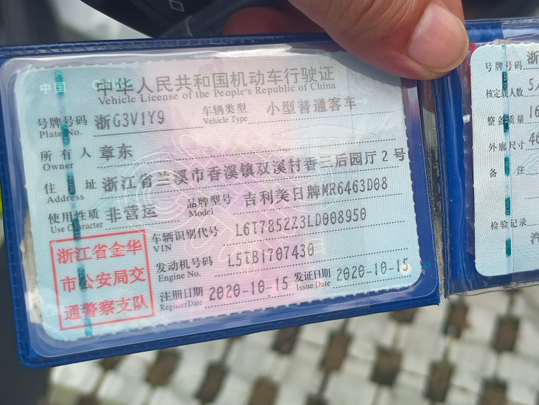 中国
中华人民共和国机动车行驶证
Vehicle License of the People's Republic of China
号牌号码 浙G3V1Y9 车辆类型 小型普通客车
Plate No. Vehicle Type
所有人 章东
Owner
住址 浙江省兰溪市香溪镇双溪村香三后园厅2号
Address
使用性质 非营运 品牌型号 吉利美日牌MR6463D08
Use Character Model
浙江省金华
市公安局交
通警察支队
车辆识别代号 L6T7852Z3LD008950
VIN
发动机号码 L5TB1707430
Engine No.
注册日期 2020-10-15 发证日期 2020-10-15
Register Date Issue Date
号牌号码 浙
核定载人数 5人
整备质量 16
外廓尺寸 46
备注
检验记录